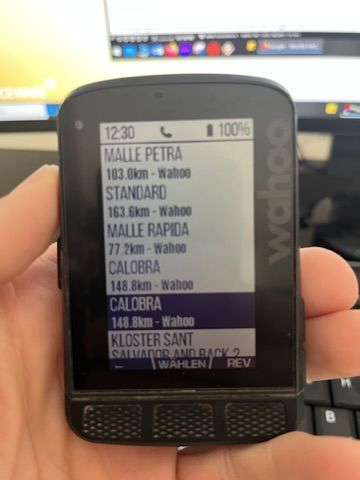 12:30 100%
MALLE PETRA
103.0km - Wahoo
STANDARD
163.6km - Wahoo
MALLE RAPIDA
77.2km - Wahoo
CALOBRA
148.8km - Wahoo
CALOBRA
148.8km - Wahoo
KLOSTER SANT
SALVADOR AND BACK 2
WÄHLEN REV
wahoo